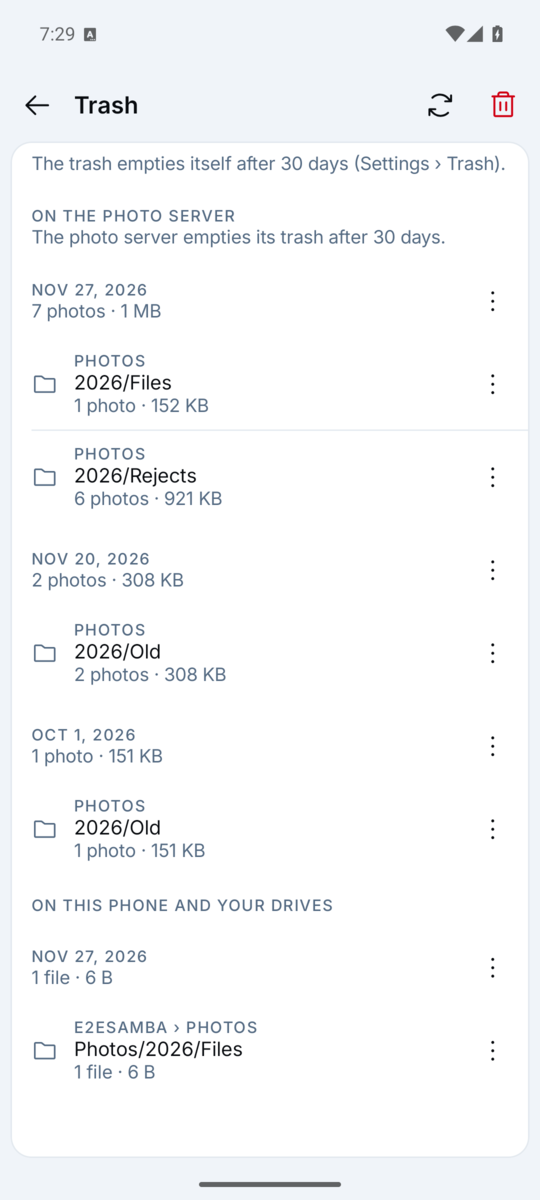 7:29
Trash
The trash empties itself after 30 days (Settings › Trash).
ON THE PHOTO SERVER
The photo server empties its trash after 30 days.
NOV 27, 2026
7 photos · 1 MB
PHOTOS
2026/Files
1 photo · 152 KB
PHOTOS
2026/Rejects
6 photos · 921 KB
NOV 20, 2026
2 photos · 308 KB
PHOTOS
2026/Old
2 photos · 308 KB
OCT 1, 2026
1 photo · 151 KB
PHOTOS
2026/Old
1 photo · 151 KB
ON THIS PHONE AND YOUR DRIVES
NOV 27, 2026
1 file · 6 B
E2ESAMBA › PHOTOS
Photos/2026/Files
1 file · 6 B